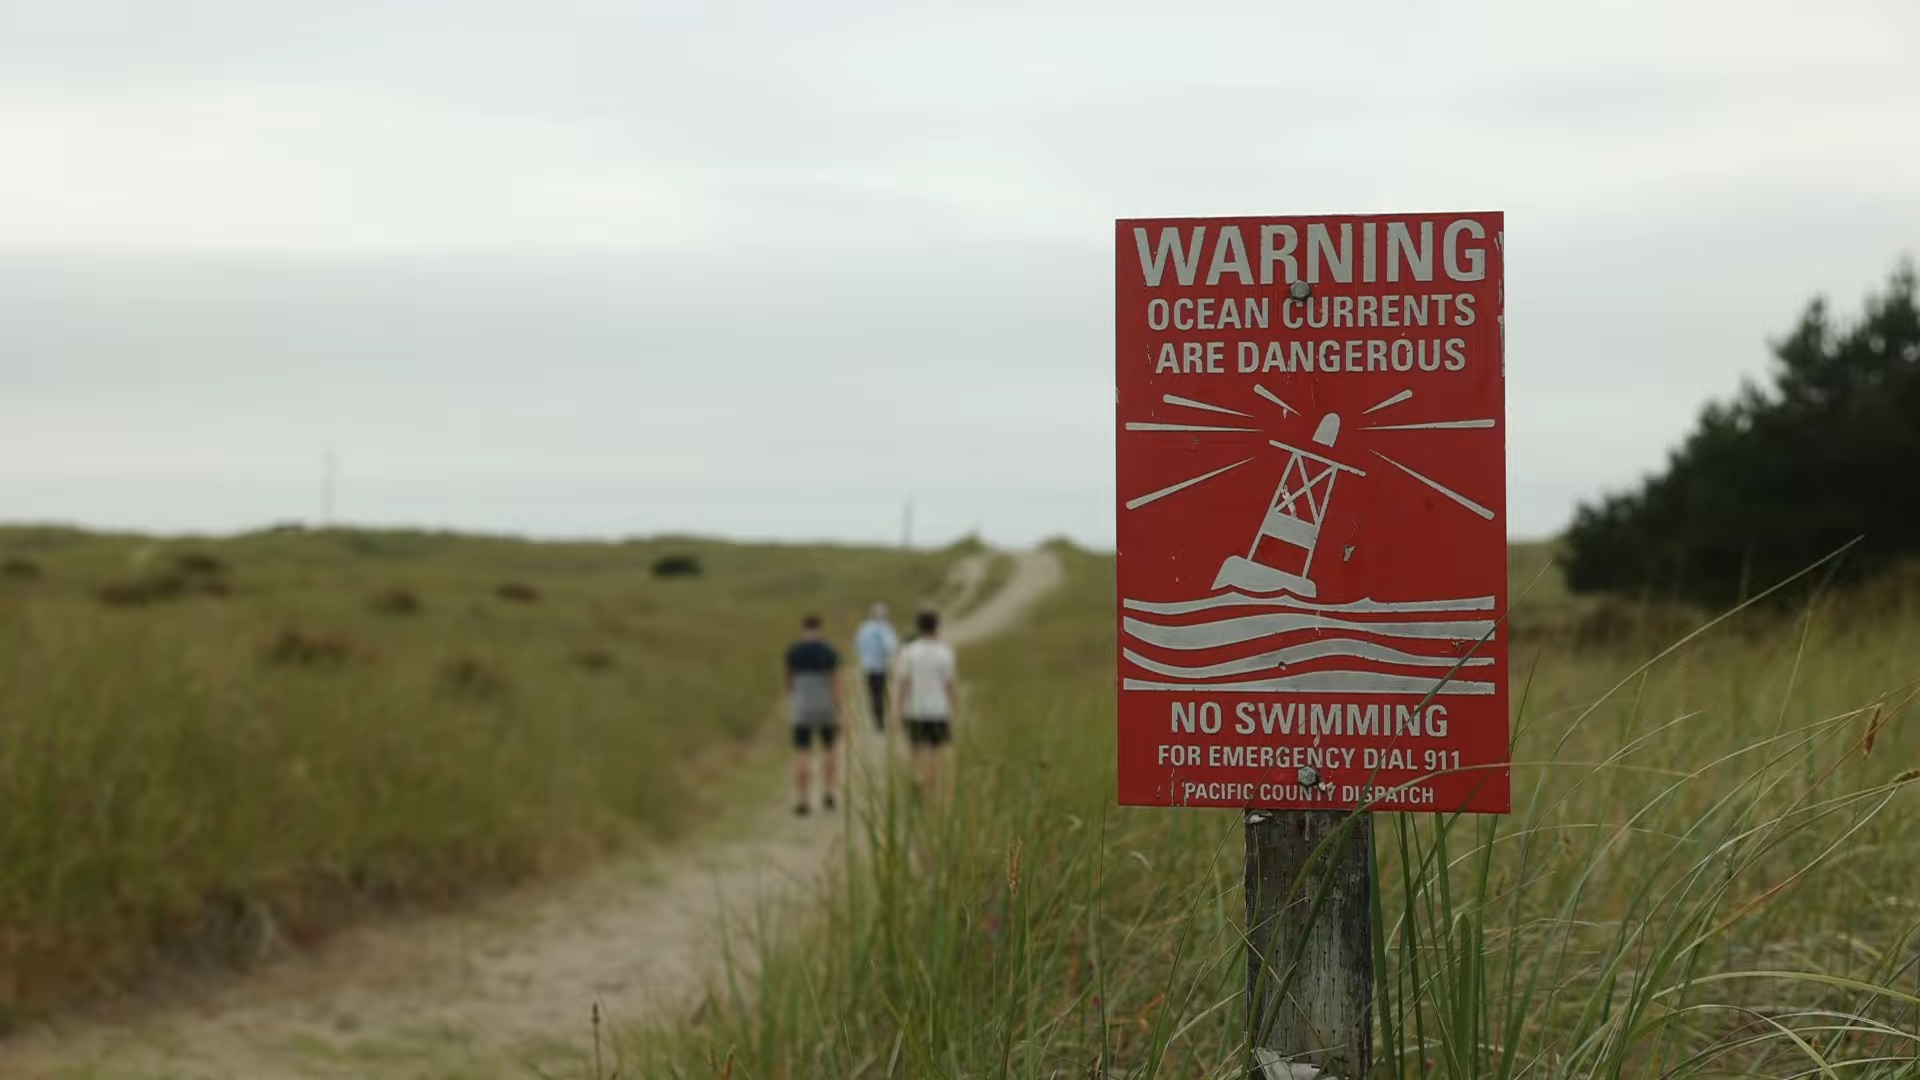 WARNING
OCEAN CURRENTS
ARE DANGEROUS
NO SWIMMING
FOR EMERGENCY DIAL 911
PACIFIC COUNTY DISPATCH